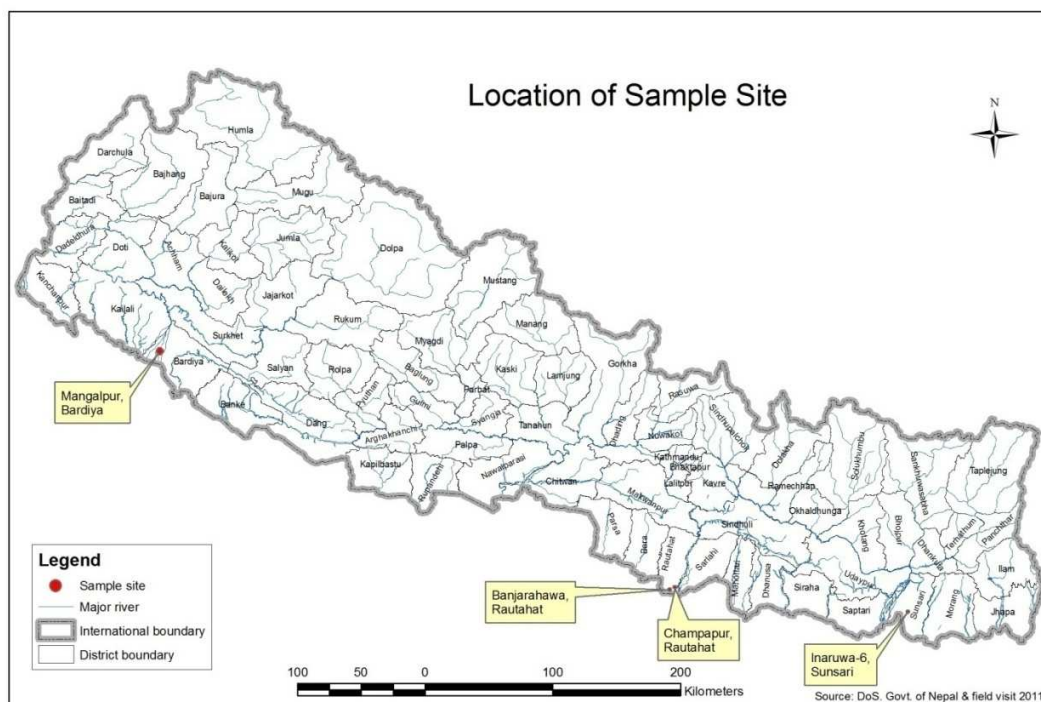 Location of Sample Site
N
Humla
Darchula
Bajhang
Mugu
Bajura
Baitadi
Jumla
Dadeldhura
Doti
Achham
Kalikot
Dolpa
Mustang
Kanchanpur
Dailekh
Jajarkot
Kailali
Rukum
Manang
Surkhet
Myagdi
Gorkha
Bardiya
Salyan
Rolpa
Baglung
Kaski
Lamjung
Parbat
Mangalpur,
Bardiya
Banke
Pyuthan
Gulmi
Syangja
Rasuwa
Dang
Arghakhanchi
Tanahun
Dhading
Nowakot
Sindhupalchok
Dolakha
Solukhumbu
Sankhuwasabha
Taplejung
Palpa
Kathmandu
Bhaktapur
Kapilbastu
Rupandehi
Nawalparasi
Chitwan
Lalitpur
Kavre
Ramechhap
Makwanpur
Okhaldhunga
Terhathum
Panchthar
Parsa
Bara
Rautahat
Sindhuli
Khotang
Bhojpur
Dhankuta
Sarlahi
Mahottari
Dhanusa
Siraha
Udaypur
Ilam
Saptari
Sunsari
Morang
Jhapa
Legend
Sample site
Major river
International boundary
District boundary
Banjarahawa,
Rautahat
Champapur,
Rautahat
Inaruwa-6,
Sunsari
100 50 0 100 200
Kilometers
Source: DoS. Govt. of Nepal & field visit 2011